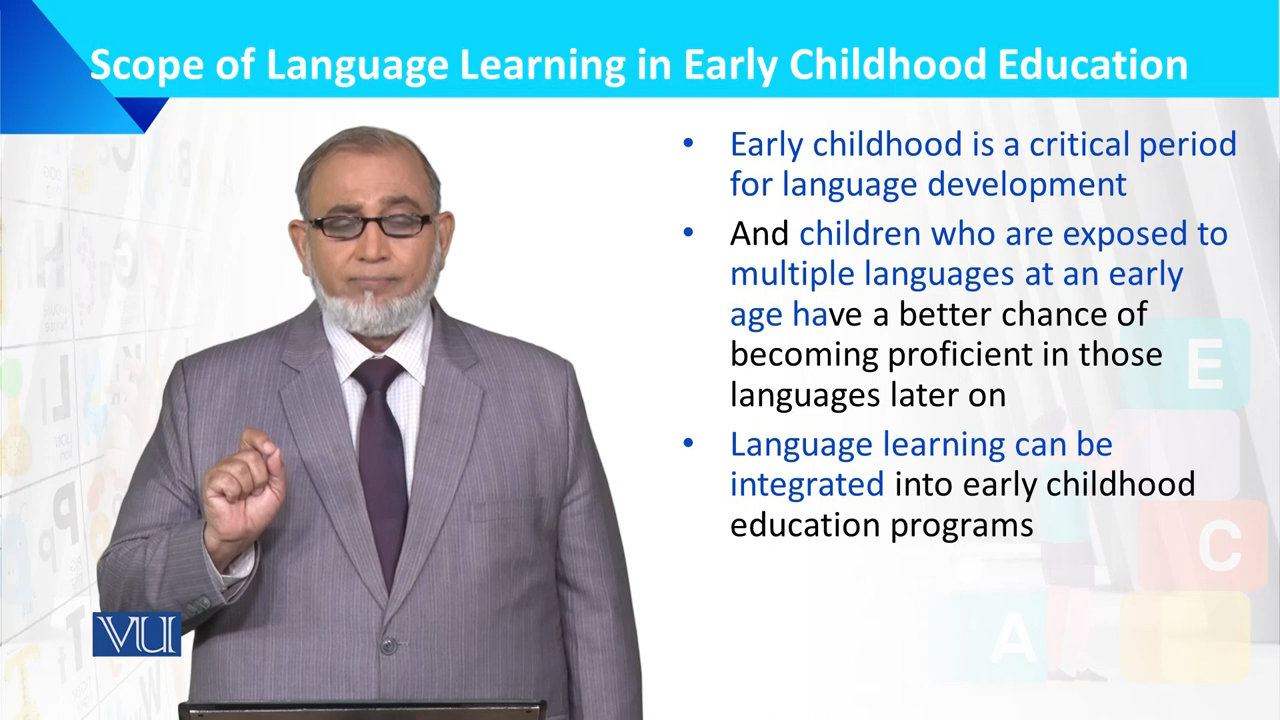 Scope of Language Learning in Early Childhood Education
• Early childhood is a critical period
for language development
• And children who are exposed to
multiple languages at an early
age have a better chance of
becoming proficient in those
languages later on
• Language learning can be
integrated into early childhood
education programs
E
C
A
VU